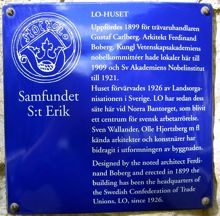 LO-HUSET
Uppfördes 1899 för trävaruhandlaren
Gustaf Carlberg. Arkitekt Ferdinand
Boberg. Kungl Vetenskapsakademiens
nobelkommittéer hade lokaler här till
1909 och Sv Akademiens Nobelinstitut
till 1921.
Huset förvärvades 1926 av Landsorga-
nisationen i Sverige. LO har sedan dess
säte här vid Norra Bantorget, som blivit
ett centrum för svensk arbetarrörelse.
Sven Wallander, Olle Hjortzberg m fl
kända arkitekter och konstnärer har
bidragit i utformningen av byggnaden.
Designed by the noted architect Ferdi-
nand Boberg and erected in 1899 the
building has been the headquarters of
the Swedish Confederation of Trade
Unions, LO, since 1926.
Samfundet
S:t Erik